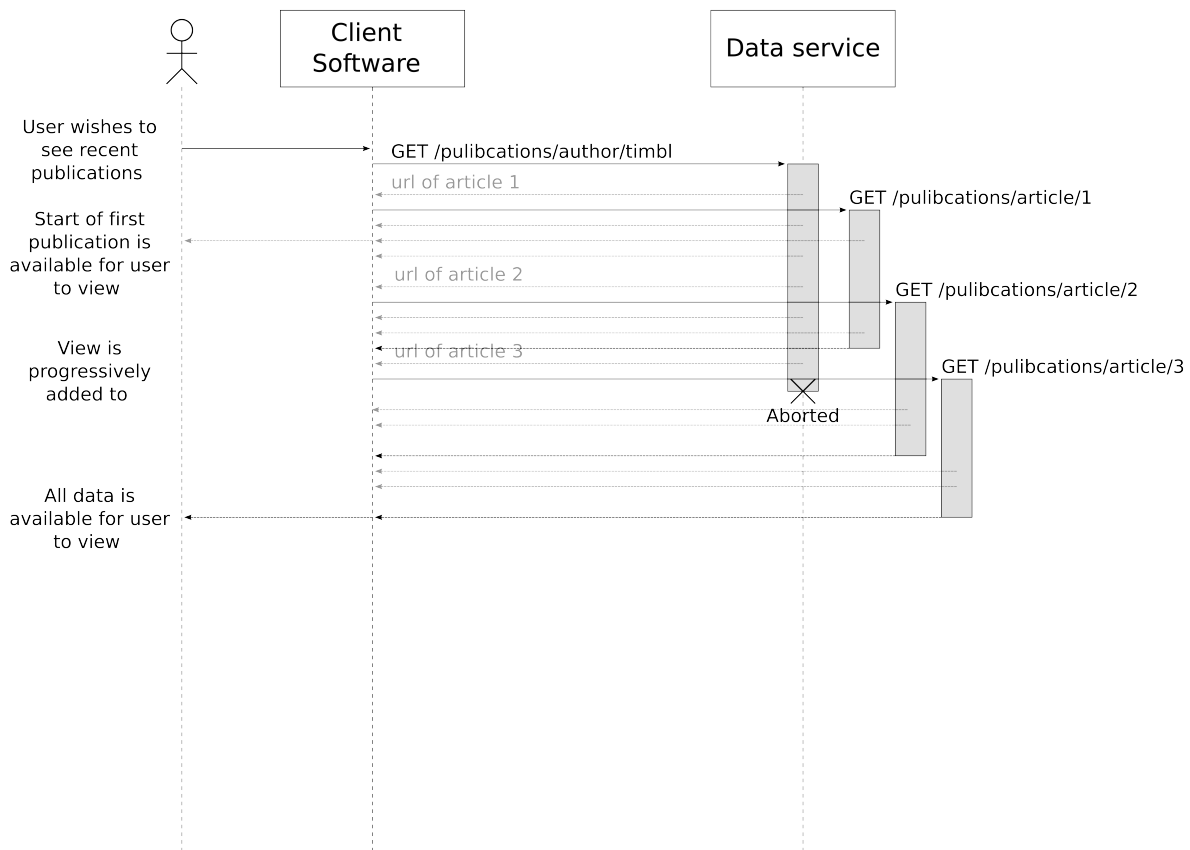 Client
Software
Data service
User wishes to
see recent
publications
GET /pulibcations/author/timbl
url of article 1
GET /pulibcations/article/1
Start of first
publication is
available for user
to view
url of article 2
GET /pulibcations/article/2
View is
progressively
added to
url of article 3
GET /pulibcations/article/3
Aborted
All data is
available for user
to view